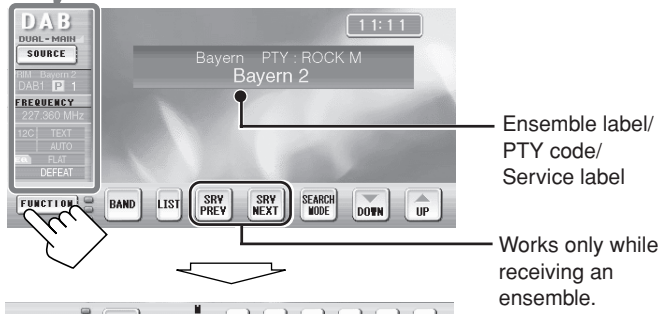 DAB
DUAL-MAIN
SOURCE
Bayern 2
DAB1 P 1
FREQUENCY
227.360 MHz
12C TEXT
AUTO
FLAT
DEFEAT
11:11
Bayern PTY : ROCK M
Bayern 2
Ensemble label/
PTY code/
Service label
FUNCTION
BAND
LIST
SRV PREV
SRV NEXT
SEARCH MODE
DOWN
UP
Works only while
receiving an
ensemble.